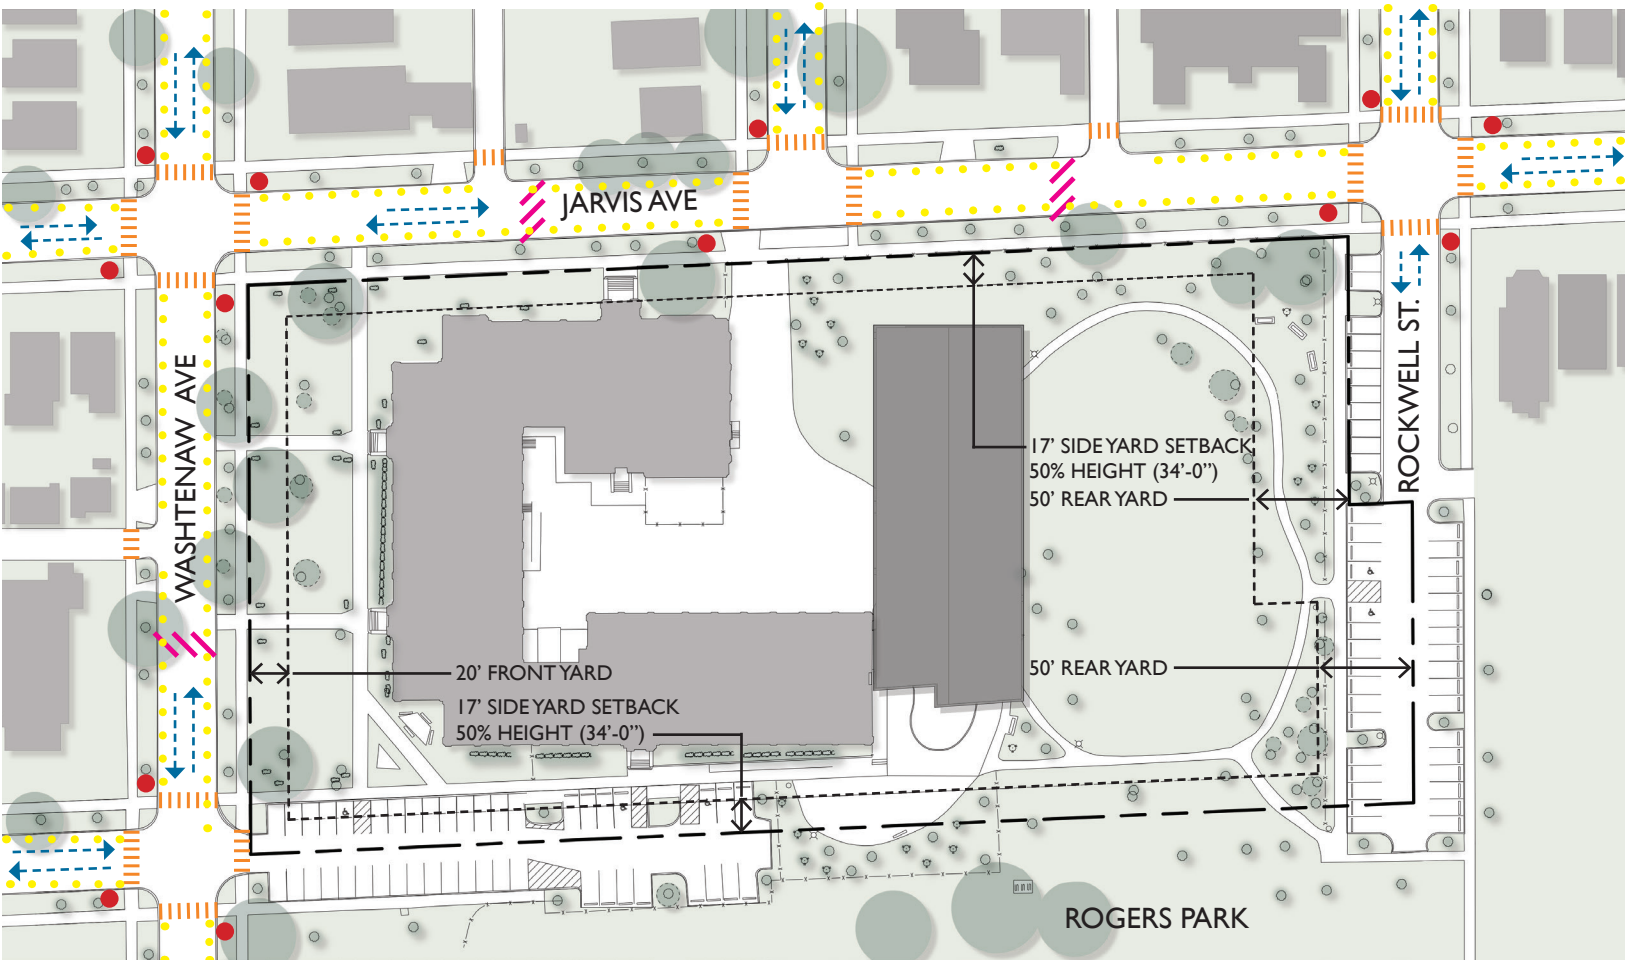 JARVIS AVE
WASHTENAW AVE
ROCKWELL ST.
17’ SIDE YARD SETBACK
50% HEIGHT (34’-0”)
50’ REAR YARD
50’ REAR YARD
20’ FRONT YARD
17’ SIDE YARD SETBACK
50% HEIGHT (34’-0”)
ROGERS PARK